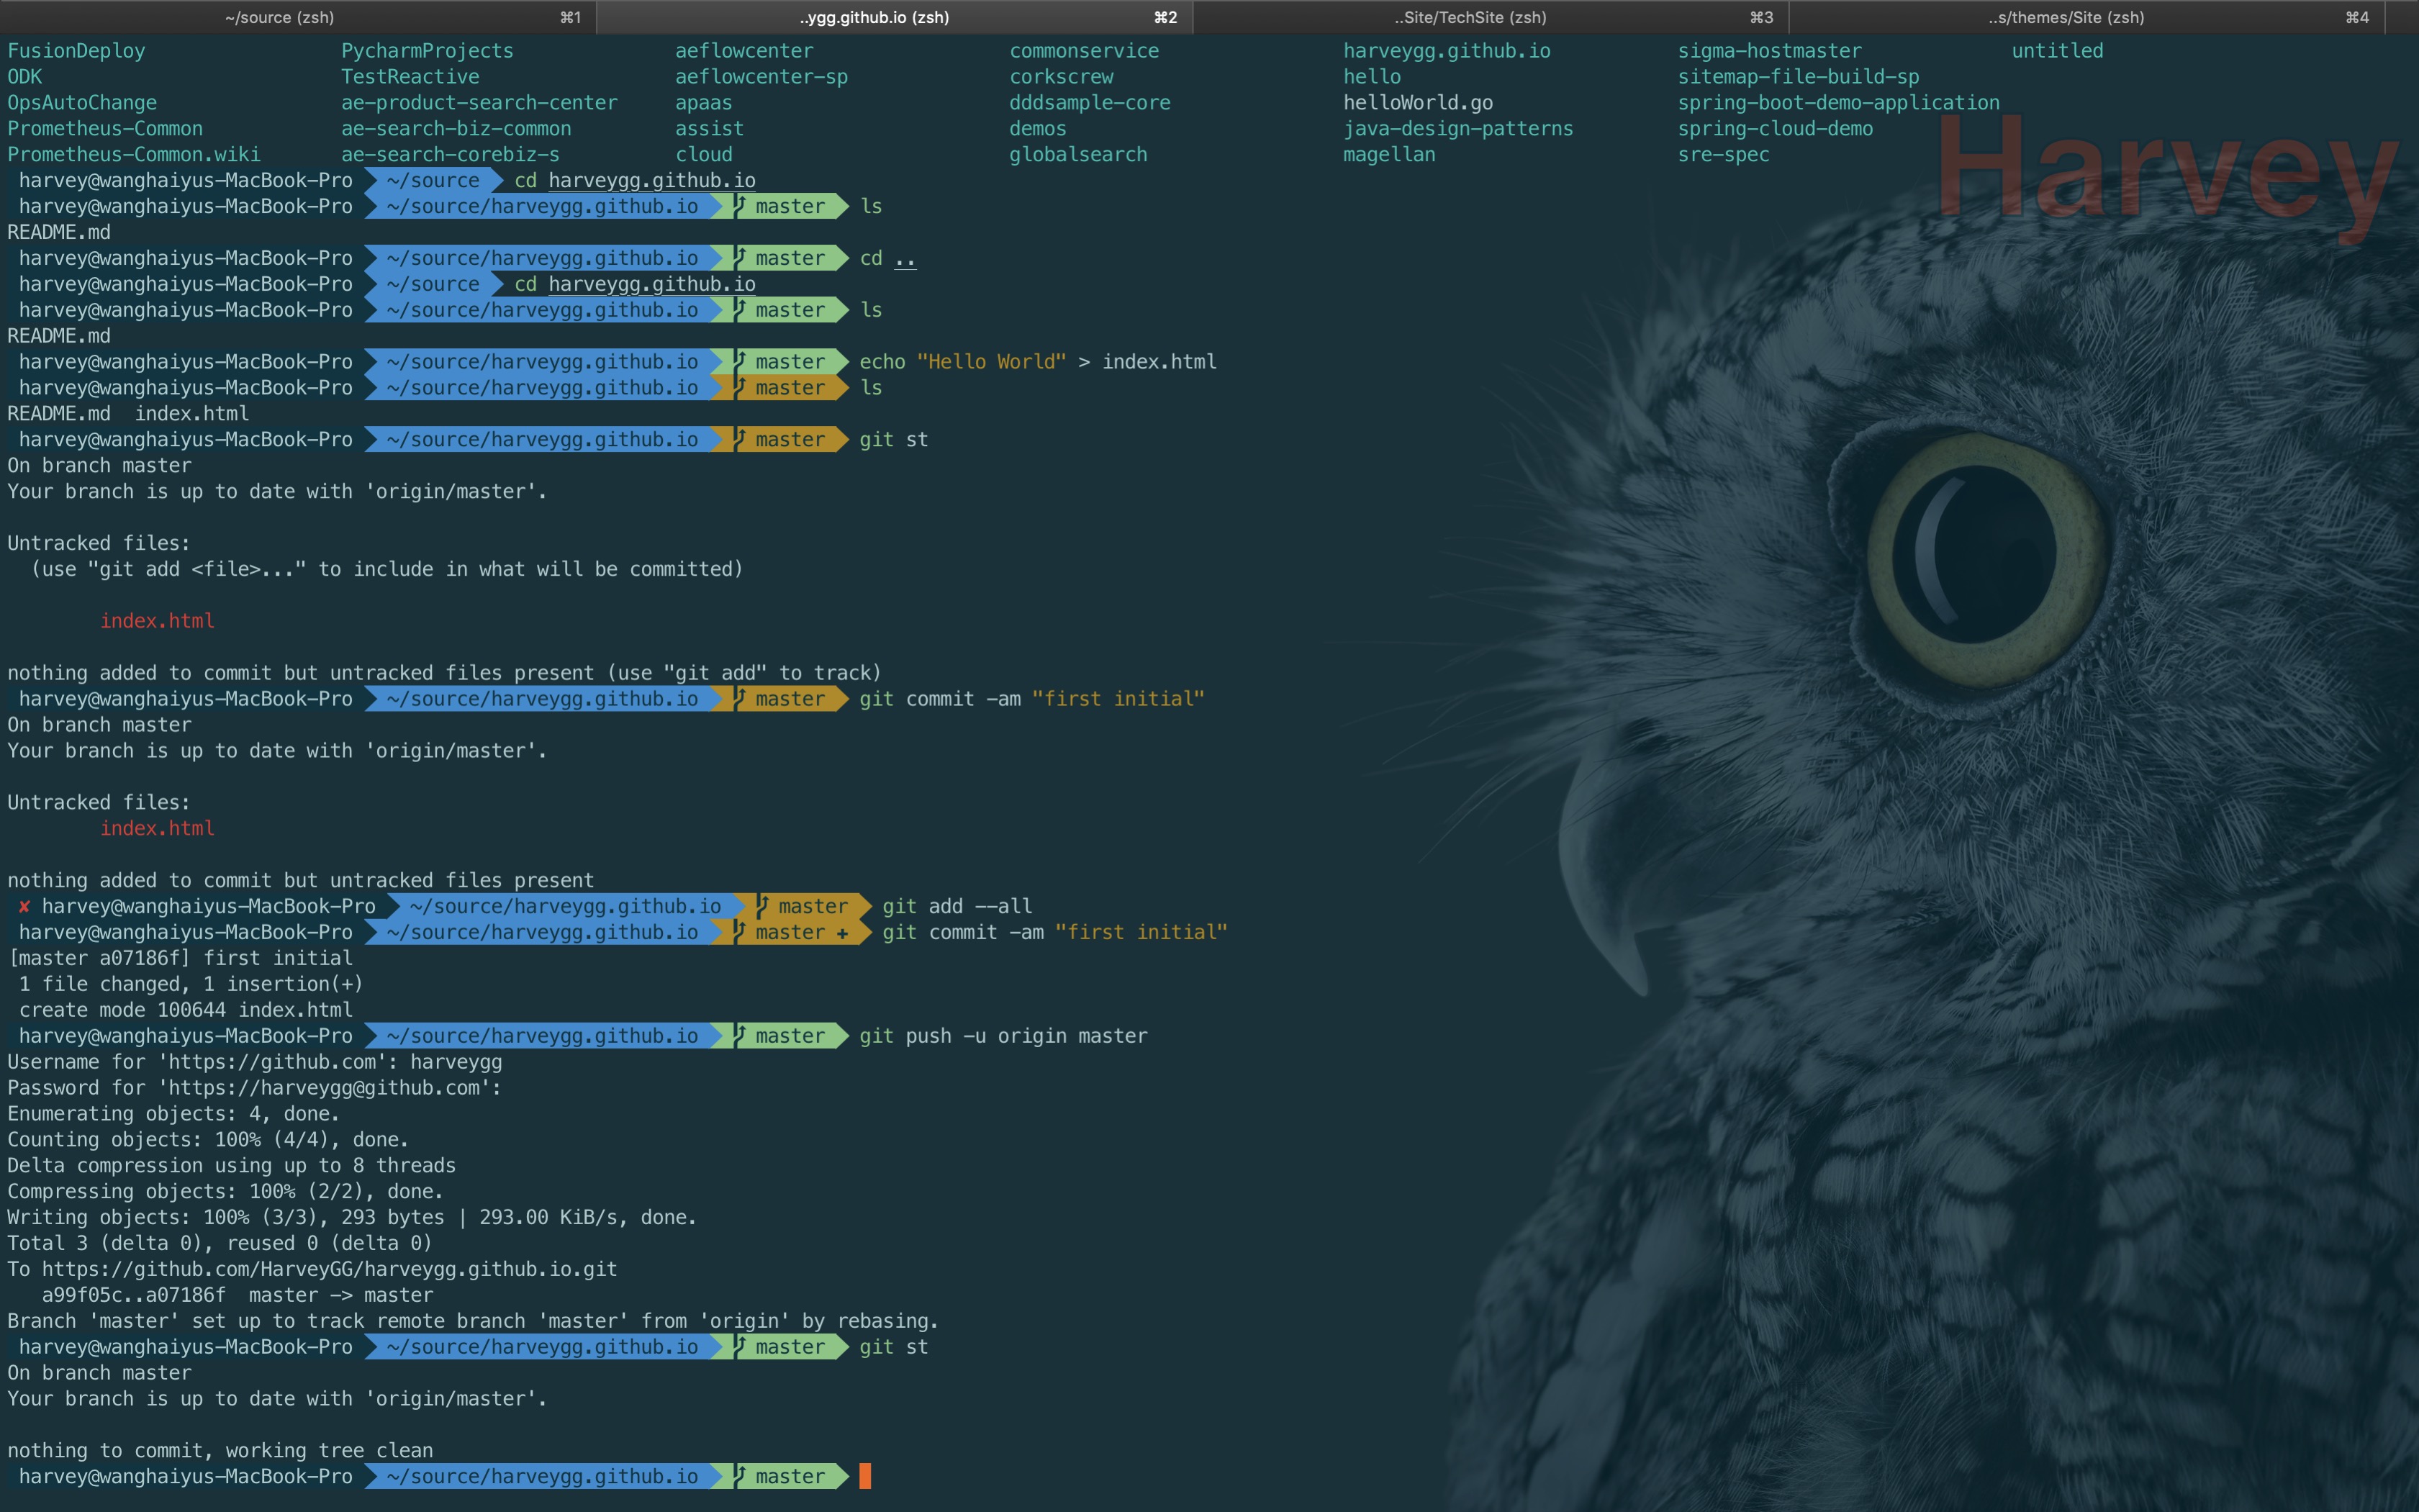 ~/source (zsh) ⌘1 ..ygg.github.io (zsh) ⌘2 ..Site/TechSite (zsh) ⌘3 ..s/themes/Site (zsh) ⌘4
FusionDeploy PycharmProjects aeflowcenter commonservice harveygg.github.io sigma-hostmaster untitled
ODK TestReactive aeflowcenter-sp corkscrew hello sitemap-file-build-sp
OpsAutoChange ae-product-search-center apaas dddsample-core helloWorld.go spring-boot-demo-application
Prometheus-Common ae-search-biz-common assist demos java-design-patterns spring-cloud-demo
Prometheus-Common.wiki ae-search-corebiz-s cloud globalsearch magellan sre-spec
Harvey
harvey@wanghaiyus-MacBook-Pro ~/source cd harveygg.github.io
harvey@wanghaiyus-MacBook-Pro ~/source/harveygg.github.io master ls
README.md
harvey@wanghaiyus-MacBook-Pro ~/source/harveygg.github.io master cd ..
harvey@wanghaiyus-MacBook-Pro ~/source cd harveygg.github.io
harvey@wanghaiyus-MacBook-Pro ~/source/harveygg.github.io master ls
README.md
harvey@wanghaiyus-MacBook-Pro ~/source/harveygg.github.io master echo "Hello World" > index.html
harvey@wanghaiyus-MacBook-Pro ~/source/harveygg.github.io master ls
README.md index.html
harvey@wanghaiyus-MacBook-Pro ~/source/harveygg.github.io master git st
On branch master
Your branch is up to date with 'origin/master'.
Untracked files:
(use "git add <file>..." to include in what will be committed)
index.html
nothing added to commit but untracked files present (use "git add" to track)
harvey@wanghaiyus-MacBook-Pro ~/source/harveygg.github.io master git commit -am "first initial"
On branch master
Your branch is up to date with 'origin/master'.
Untracked files:
index.html
nothing added to commit but untracked files present
✘ harvey@wanghaiyus-MacBook-Pro ~/source/harveygg.github.io master git add --all
harvey@wanghaiyus-MacBook-Pro ~/source/harveygg.github.io master + git commit -am "first initial"
[master a07186f] first initial
1 file changed, 1 insertion(+)
create mode 100644 index.html
harvey@wanghaiyus-MacBook-Pro ~/source/harveygg.github.io master git push -u origin master
Username for 'https://github.com': harveygg
Password for 'https://harveygg@github.com':
Enumerating objects: 4, done.
Counting objects: 100% (4/4), done.
Delta compression using up to 8 threads
Compressing objects: 100% (2/2), done.
Writing objects: 100% (3/3), 293 bytes | 293.00 KiB/s, done.
Total 3 (delta 0), reused 0 (delta 0)
To https://github.com/HarveyGG/harveygg.github.io.git
a99f05c..a07186f master -> master
Branch 'master' set up to track remote branch 'master' from 'origin' by rebasing.
harvey@wanghaiyus-MacBook-Pro ~/source/harveygg.github.io master git st
On branch master
Your branch is up to date with 'origin/master'.
nothing to commit, working tree clean
harvey@wanghaiyus-MacBook-Pro ~/source/harveygg.github.io master